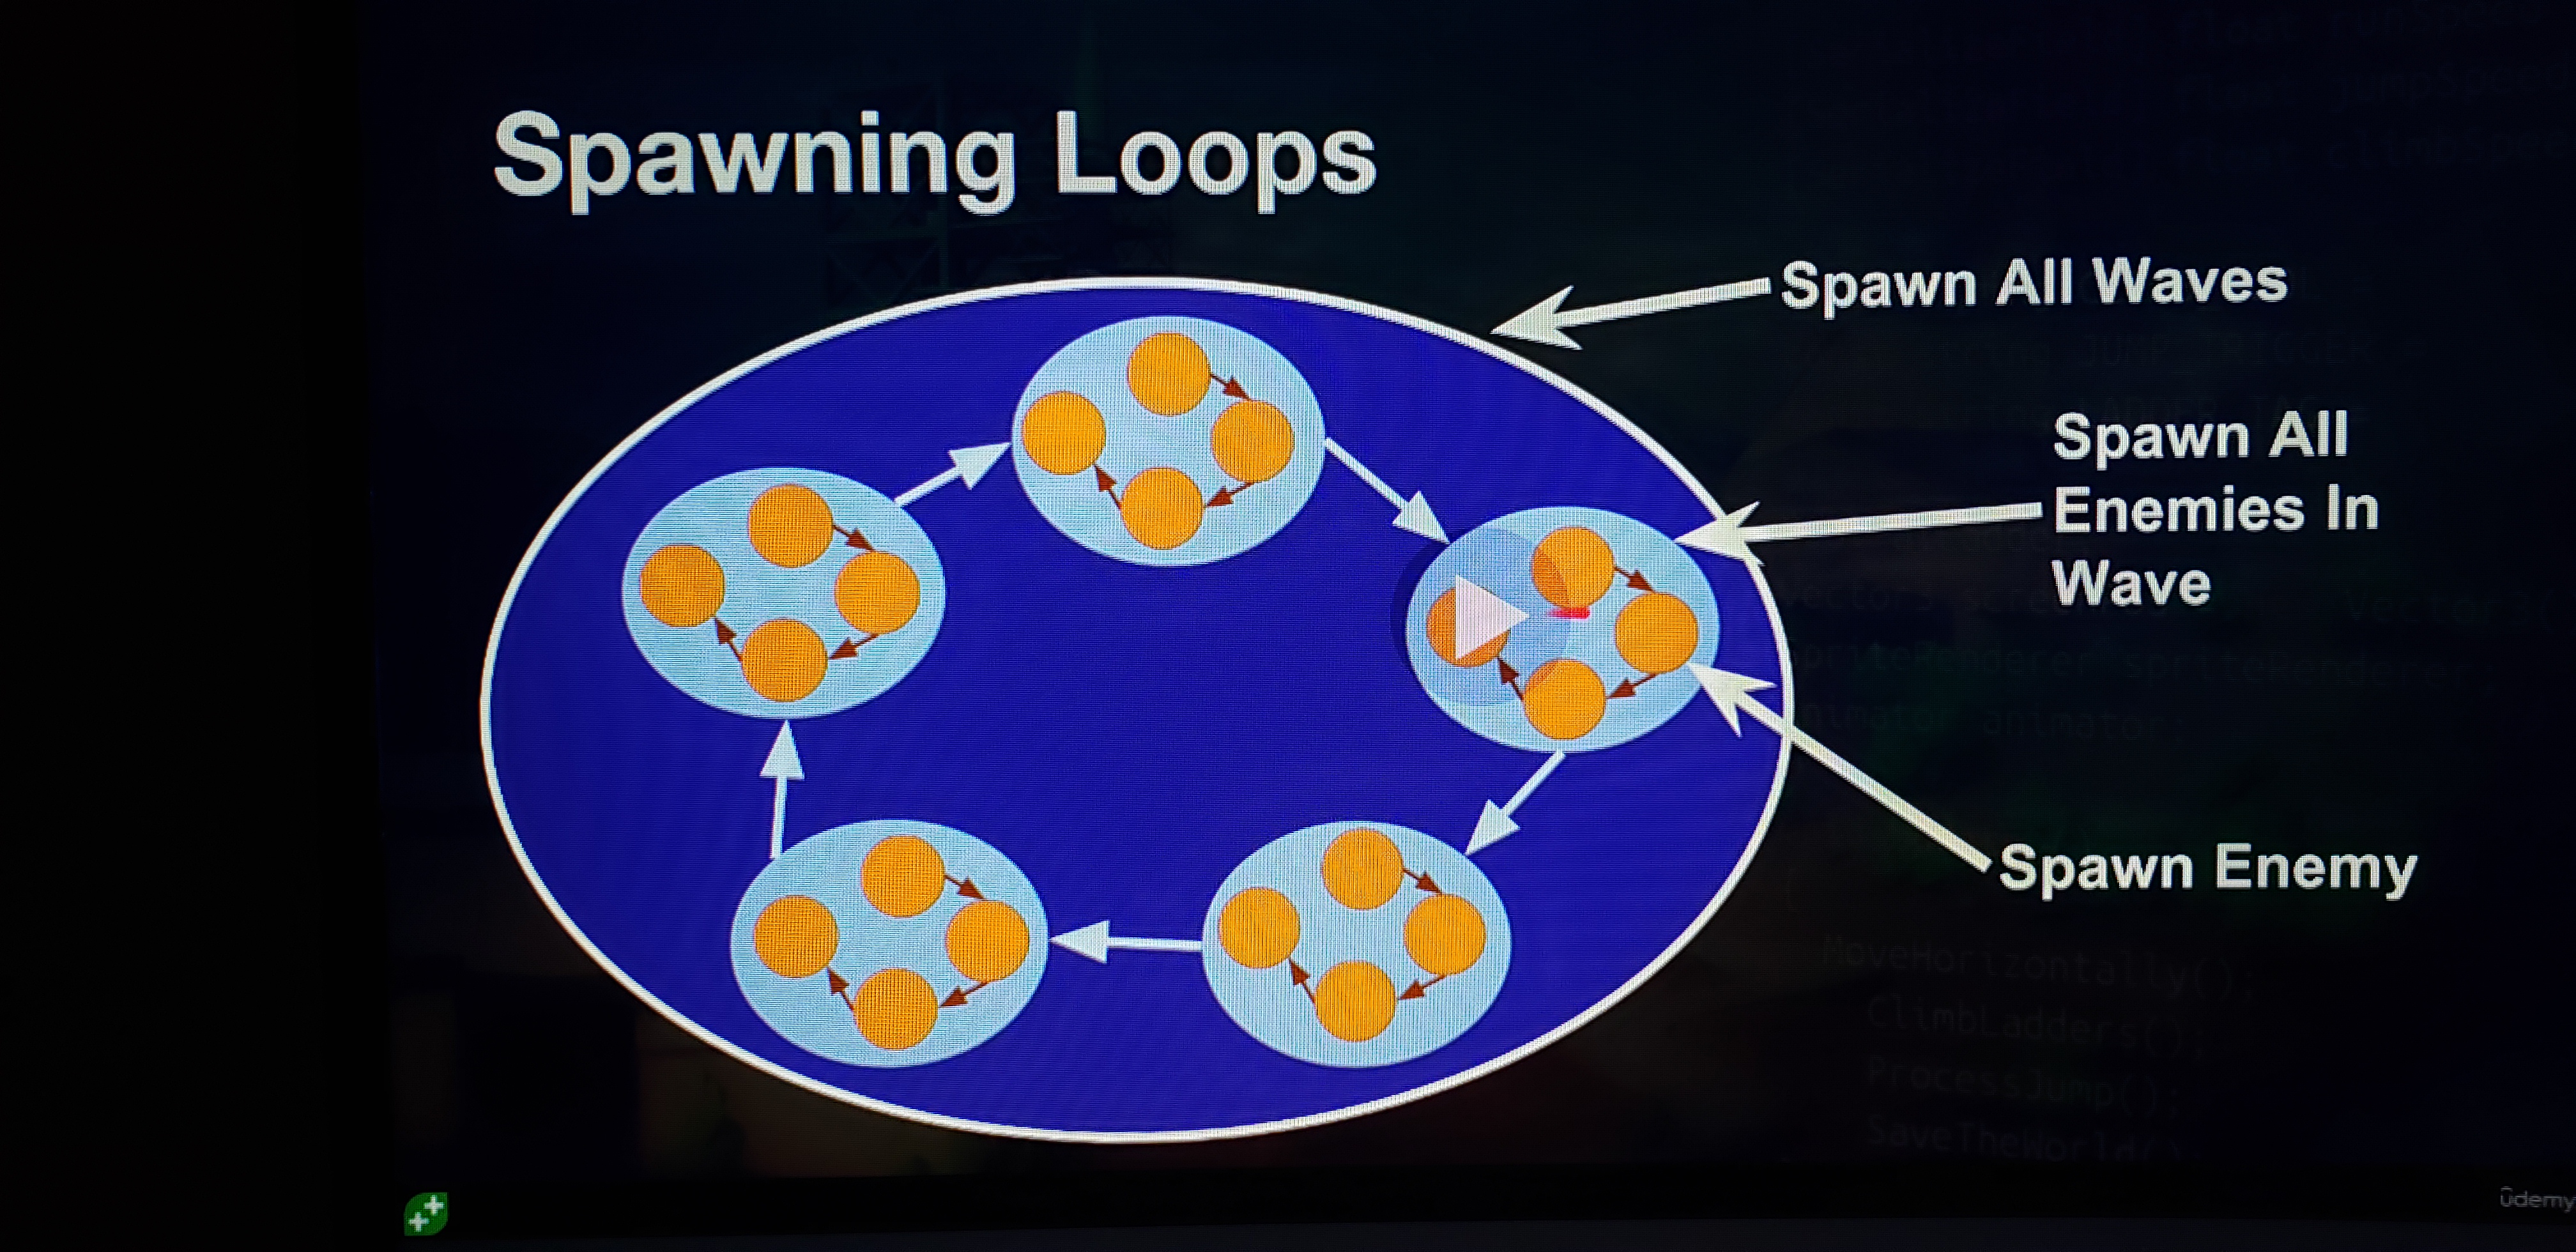 Spawning Loops
Spawn All Waves
Spawn All
Enemies In
Wave
Spawn Enemy
MoveHorizontally();
ClimbLadders();
ProcessJump();
SaveTheWorld()
udemy